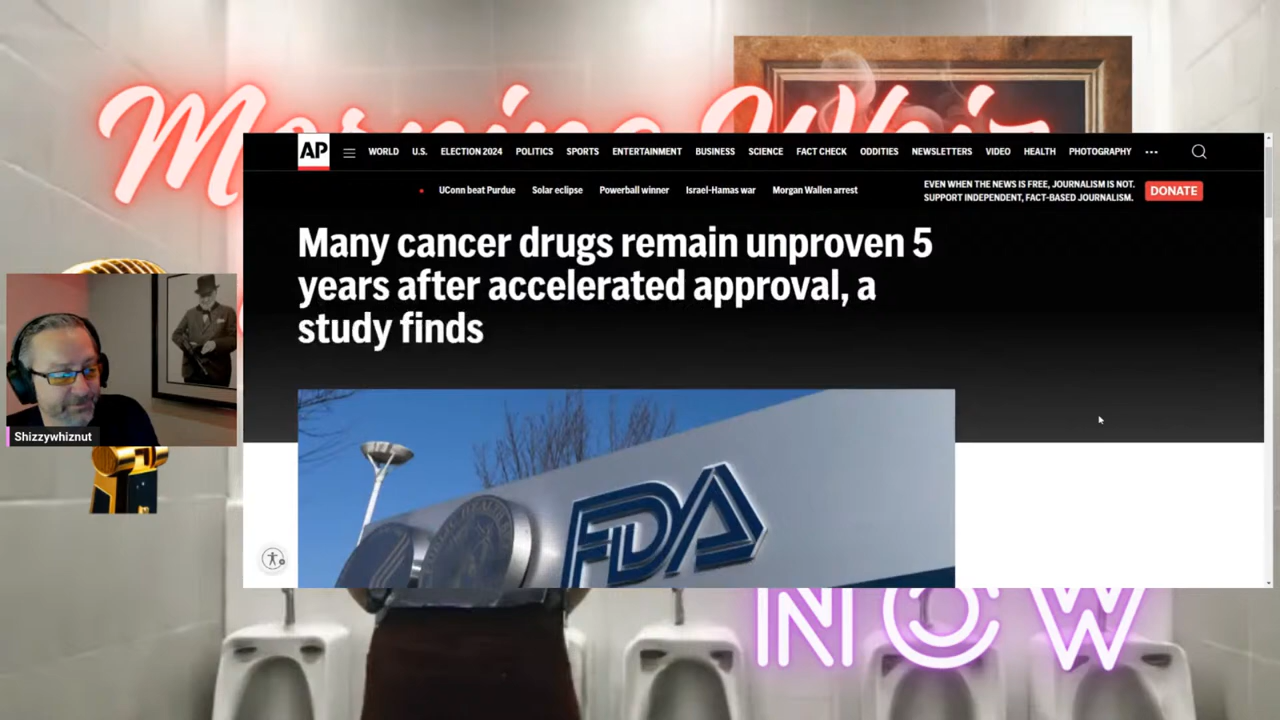 Morning Whiz
AP
WORLD U.S. ELECTION 2024 POLITICS SPORTS ENTERTAINMENT BUSINESS SCIENCE FACT CHECK ODDITIES NEWSLETTERS VIDEO HEALTH PHOTOGRAPHY
UConn beat Purdue Solar eclipse Powerball winner Israel-Hamas war Morgan Wallen arrest
EVEN WHEN THE NEWS IS FREE, JOURNALISM IS NOT.
SUPPORT INDEPENDENT, FACT-BASED JOURNALISM.
DONATE
Many cancer drugs remain unproven 5
years after accelerated approval, a
study finds
Shizzywhiznut
FDA
NOW